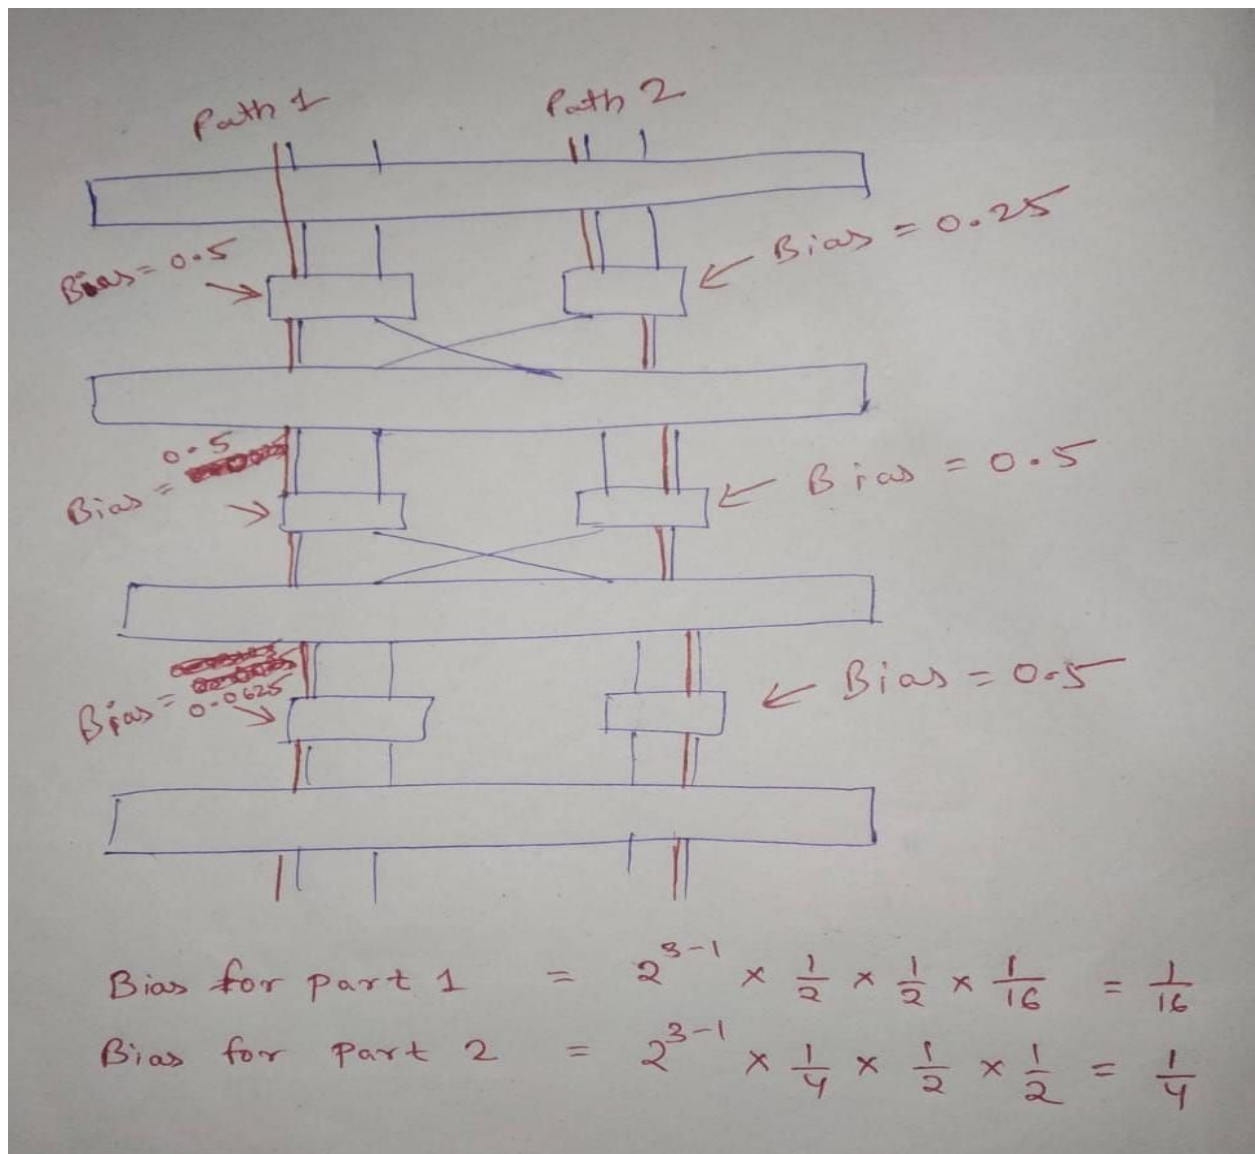 Path 1
Path 2
Bias = 0.5
Bias = 0.25
Bias = 0.5
Bias = 0.5
Bias = 0.0625
Bias = 0.5
Bias for part 1 = 2^{3-1} × 1/2 × 1/2 × 1/16 = 1/16
Bias for part 2 = 2^{3-1} × 1/4 × 1/2 × 1/2 = 1/4